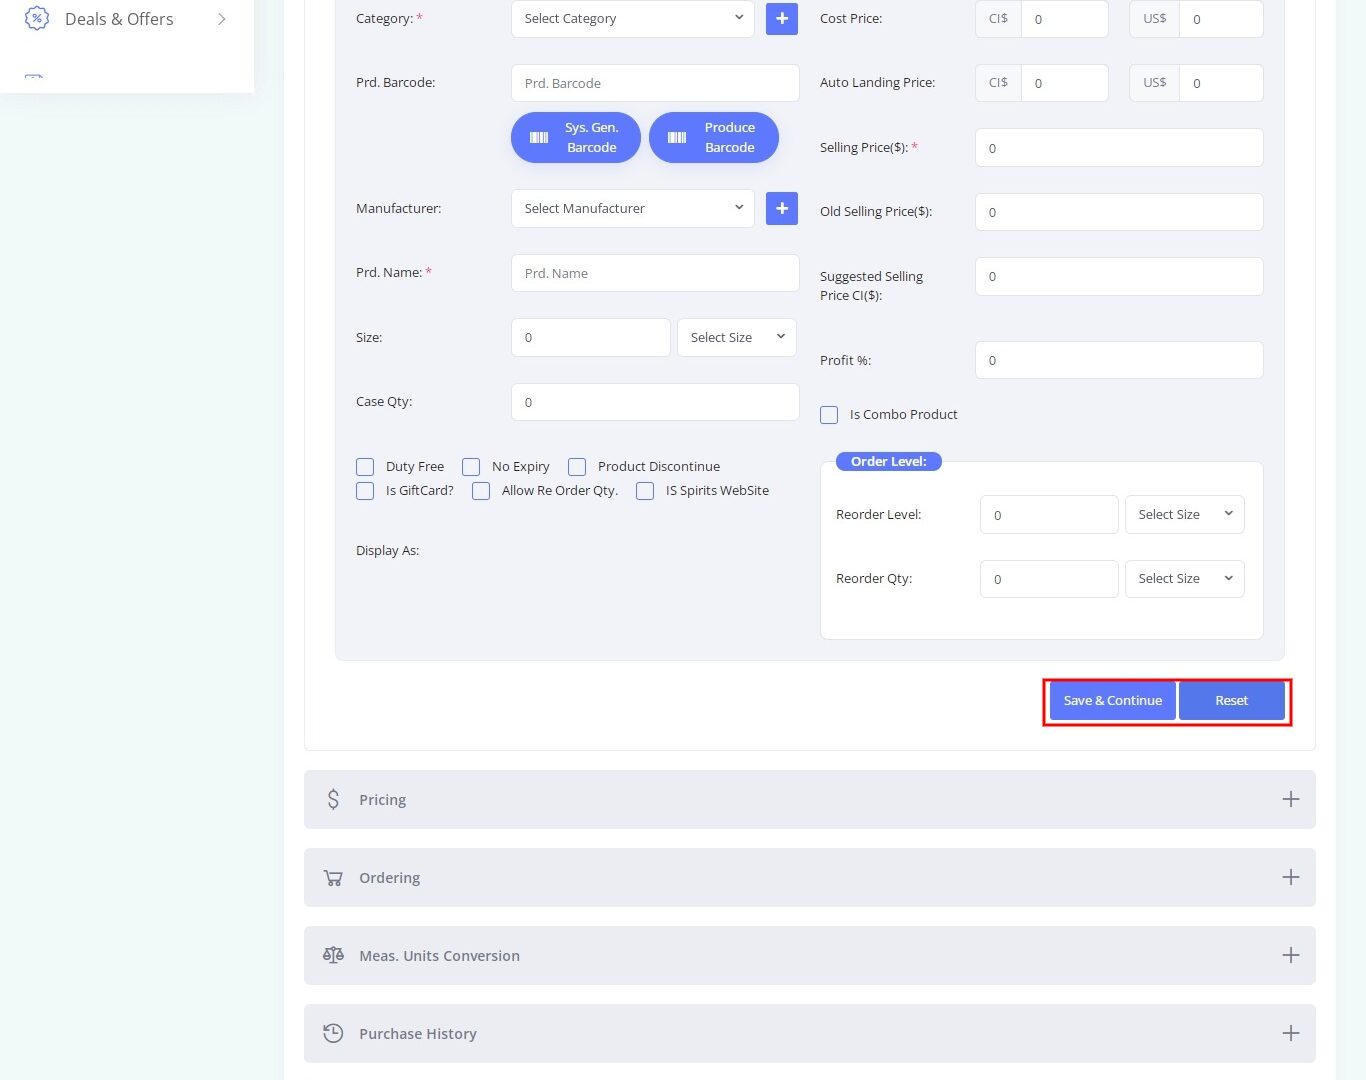 Deals & Offers
Category: *
Select Category
Cost Price:
CI$
0
US$
0
Prd. Barcode:
Prd. Barcode
Auto Landing Price:
CI$
0
US$
0
Sys. Gen.
Barcode
Produce
Barcode
Selling Price($): *
0
Manufacturer:
Select Manufacturer
Old Selling Price($):
0
Prd. Name: *
Prd. Name
Suggested Selling
Price CI($):
0
Size:
0
Select Size
Profit %:
0
Case Qty:
0
Is Combo Product
Duty Free
No Expiry
Product Discontinue
Is GiftCard?
Allow Re Order Qty.
IS Spirits WebSite
Display As:
Order Level:
Reorder Level:
0
Select Size
Reorder Qty:
0
Select Size
Save & Continue
Reset
Pricing
Ordering
Meas. Units Conversion
Purchase History